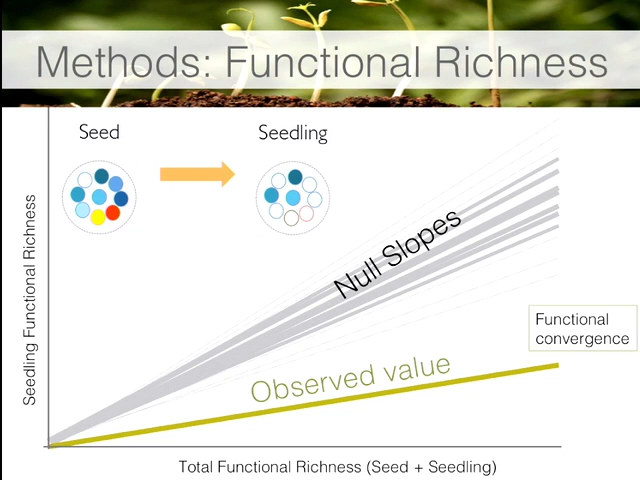 Methods: Functional Richness
Seed
Seedling
Seedling Functional Richness
Null Slopes
Functional
convergence
Observed value
Total Functional Richness (Seed + Seedling)